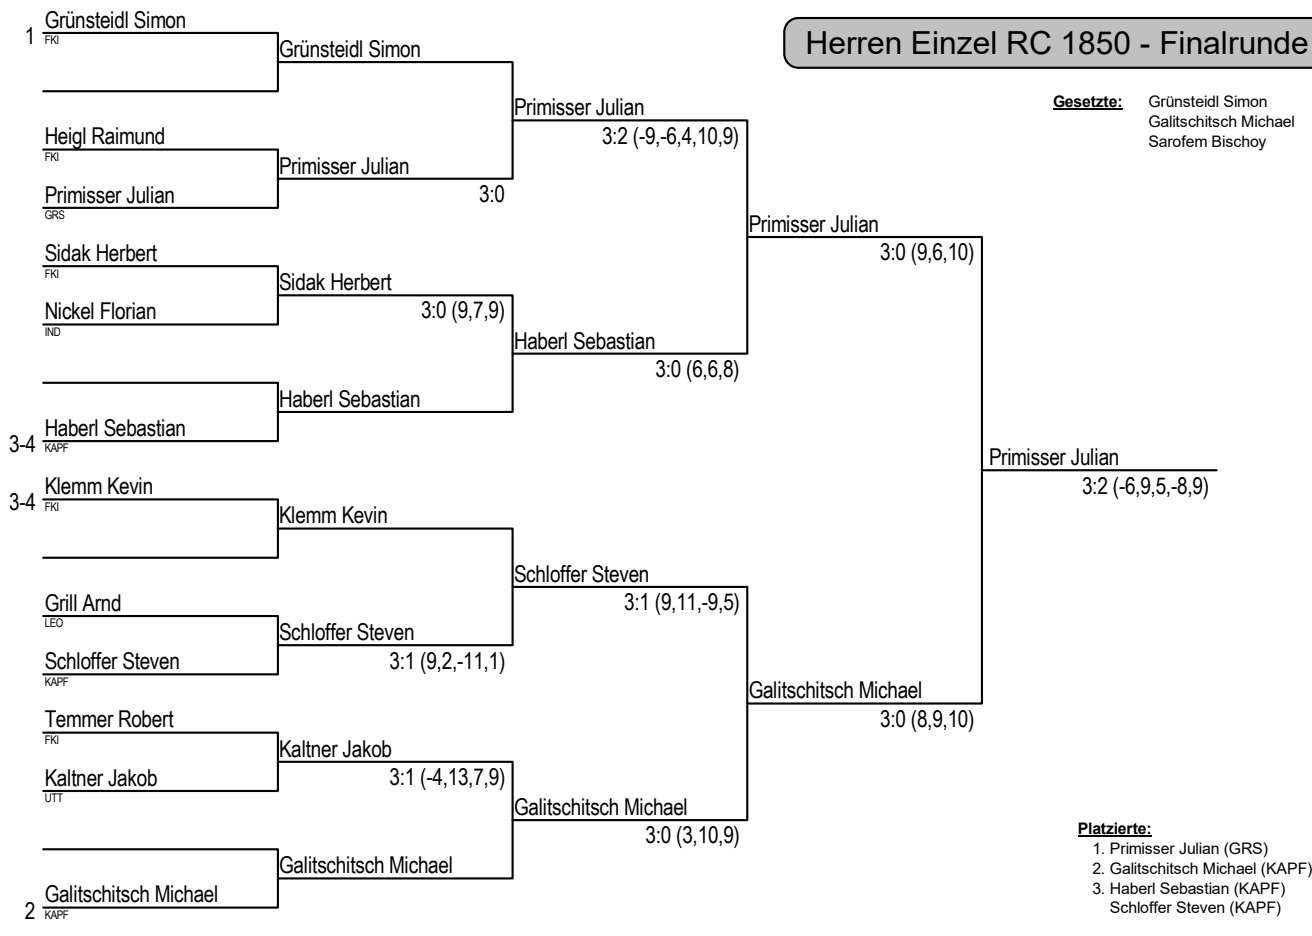 Herren Einzel RC 1850 - Finalrunde
Gesetzte: Grünsteidl Simon
Galitschitsch Michael
Sarofem Bischoy
1 Grünsteidl Simon
FKI
Heigl Raimund
FKI
Primisser Julian
GRS
Sidak Herbert
FKI
Nickel Florian
IND
3-4 Haberl Sebastian
KAPF
3-4 Klemm Kevin
FKI
Grill Arnd
LEO
Schloffer Steven
KAPF
Temmer Robert
FKI
Kaltner Jakob
UTT
2 Galitschitsch Michael
KAPF
Grünsteidl Simon
Primisser Julian
3:0
Sidak Herbert
3:0 (9,7,9)
Haberl Sebastian
Klemm Kevin
Schloffer Steven
3:1 (9,2,-11,1)
Kaltner Jakob
3:1 (-4,13,7,9)
Galitschitsch Michael
Primisser Julian
3:2 (-9,-6,4,10,9)
Haberl Sebastian
3:0 (6,6,8)
Schloffer Steven
3:1 (9,11,-9,5)
Galitschitsch Michael
3:0 (3,10,9)
Primisser Julian
3:0 (9,6,10)
Galitschitsch Michael
3:0 (8,9,10)
Primisser Julian
3:2 (-6,9,5,-8,9)
Platzierte:
1. Primisser Julian (GRS)
2. Galitschitsch Michael (KAPF)
3. Haberl Sebastian (KAPF)
Schloffer Steven (KAPF)